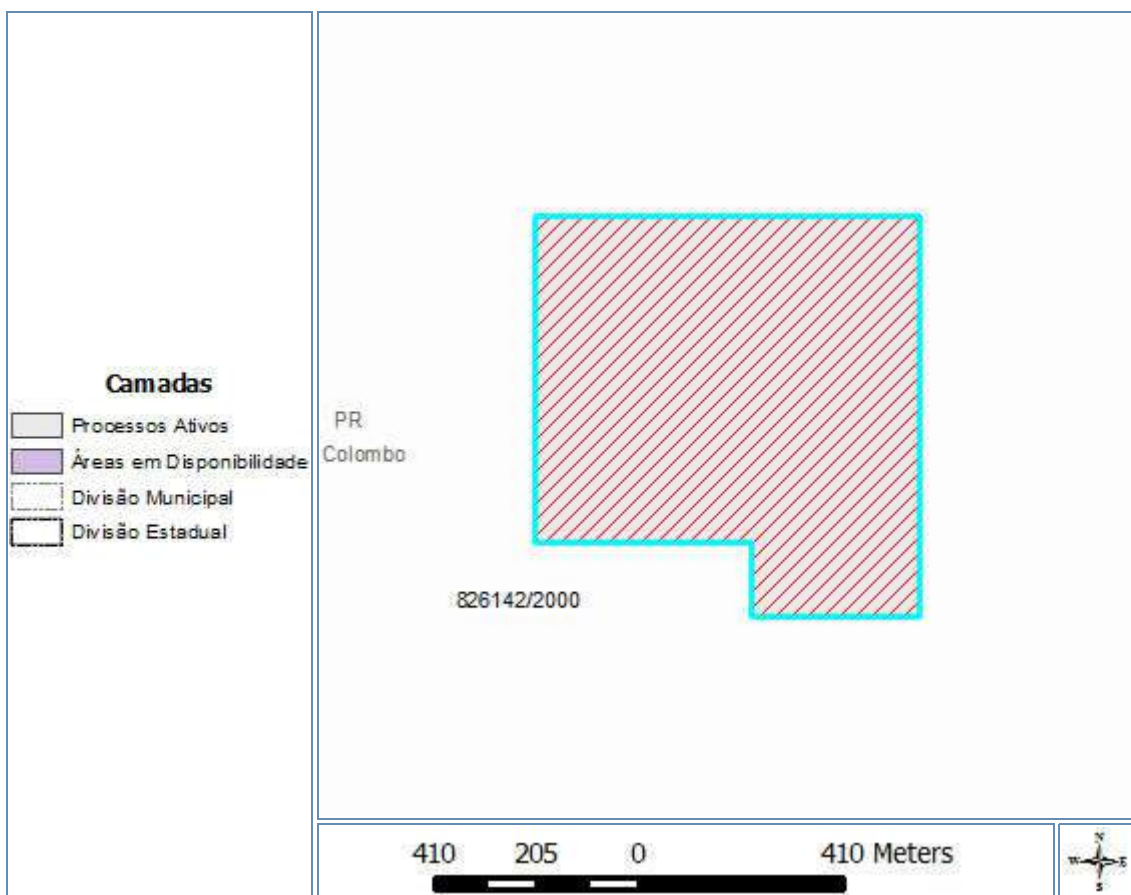 Camadas
Processos Ativos
Áreas em Disponibilidade
Divisão Municipal
Divisão Estadual
PR
Colombo
826142/2000
410 205 0 410 Meters
N
W E
S